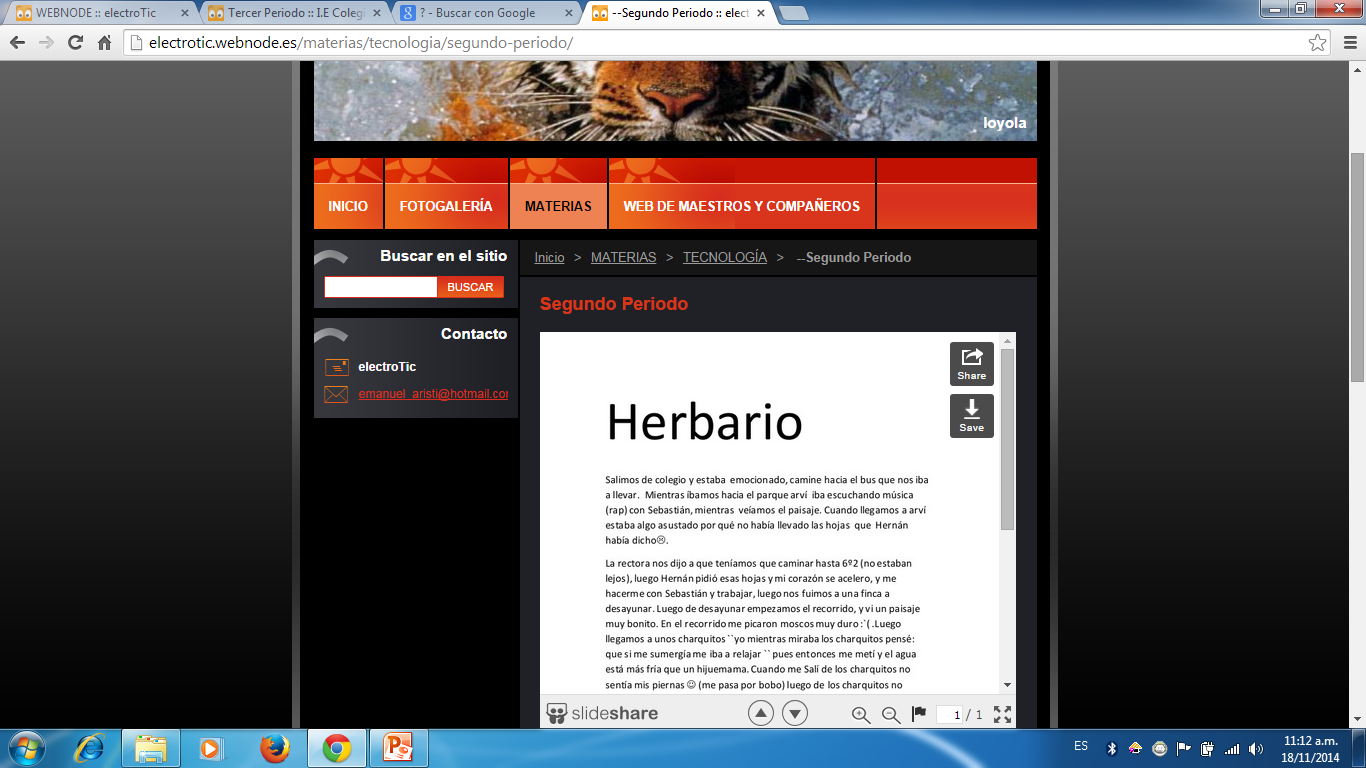 WEBNODE :: electroTic
Tercer Periodo :: I.E Colegi
? - Buscar con Google
--Segundo Periodo :: elect
electrotic.webnode.es/materias/tecnologia/segundo-periodo/
loyola
INICIO
FOTOGALERÍA
MATERIAS
WEB DE MAESTROS Y COMPAÑEROS
Buscar en el sitio
BUSCAR
Contacto
electroTic
emanuel_aristi@hotmail.con
Inicio > MATERIAS > TECNOLOGÍA > --Segundo Periodo
Segundo Periodo
Share
Save
Herbario
Salimos de colegio y estaba emocionado, camine hacia el bus que nos iba
a llevar. Mientras íbamos hacia el parque arví iba escuchando música
(rap) con Sebastián, mientras veíamos el paisaje. Cuando llegamos a arví
estaba algo asustado por qué no había llevado las hojas que Hernán
había dicho☹.
La rectora nos dijo a que teníamos que caminar hasta 6º2 (no estaban
lejos), luego Hernán pidió esas hojas y mi corazón se acelero, y me
hacerme con Sebastián y trabajar, luego nos fuimos a una finca a
desayunar. Luego de desayunar empezamos el recorrido, y vi un paisaje
muy bonito. En el recorrido me picaron moscos muy duro :`( .Luego
llegamos a unos charquitos ``yo mientras miraba los charquitos pensé:
que si me sumergía me iba a relajar `` pues entonces me metí y el agua
está más fría que un hijuemama. Cuando me Salí de los charquitos no
sentía mis piernas ☺ (me pasa por bobo) luego de los charquitos no
slideshare
1 / 1
ES
11:12 a.m.
18/11/2014